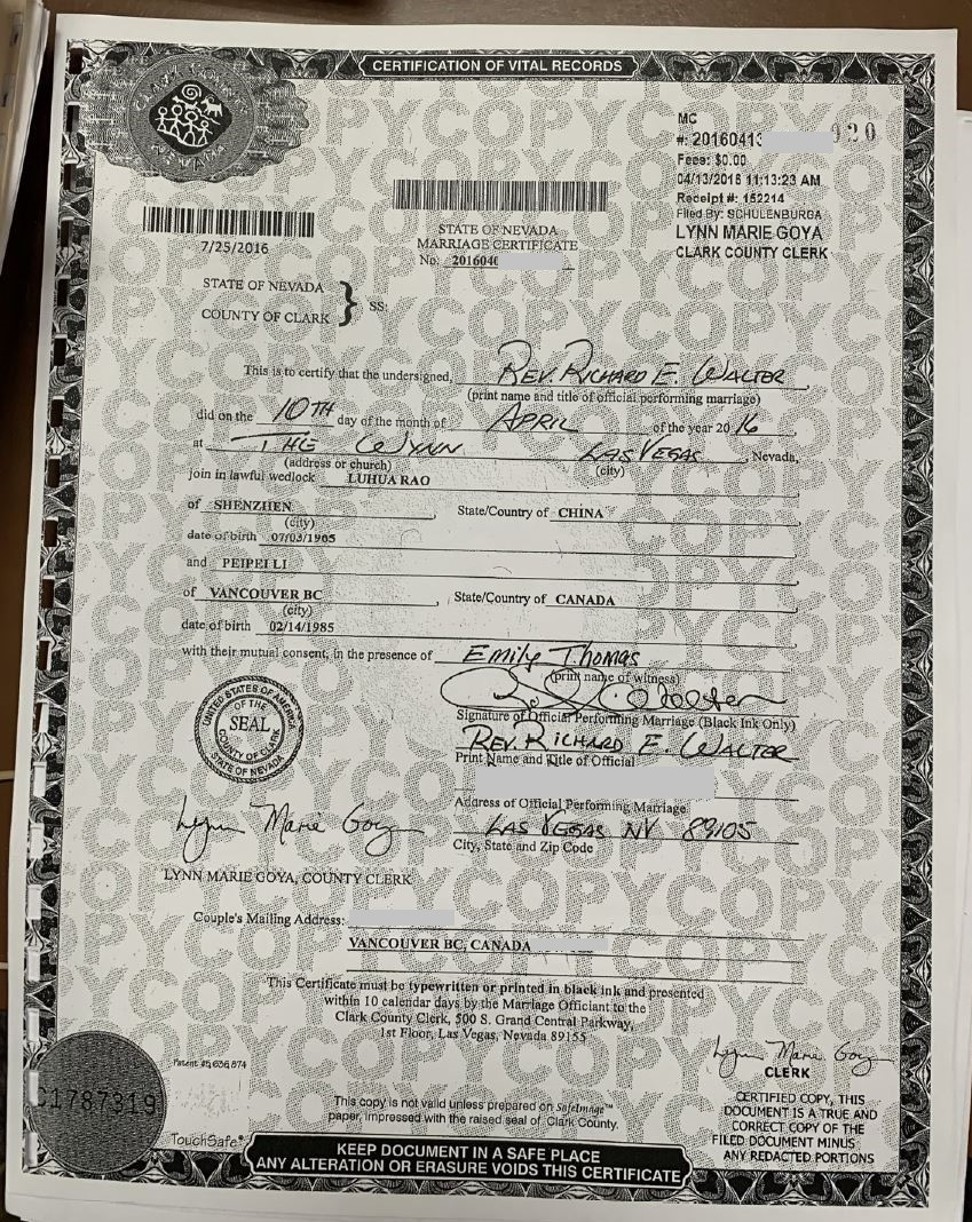 CERTIFICATION OF VITAL RECORDS
CLARK COUNTY
NEVADA
MC
#: 20160413
020
Fees: $0.00
04/13/2016 11:13:23 AM
Receipt #: 152214
Filed By: SCHULENBURGA
LYNN MARIE GOYA
CLARK COUNTY CLERK
7/25/2016
STATE OF NEVADA
MARRIAGE CERTIFICATE
No. 201604
STATE OF NEVADA
COUNTY OF CLARK
} SS:
This is to certify that the undersigned, REV. RICHARD E. WALTER
(print name and title of official performing marriage)
did on the 10TH day of the month of APRIL of the year 20 16
at THE WYNN LAS VEGAS, Nevada,
(address or church) (city)
join in lawful wedlock LUHUA RAO
of SHENZHEN State/Country of CHINA
(city)
date of birth 07/03/1965
and PEIPEI LI
of VANCOUVER BC State/Country of CANADA
(city)
date of birth 02/14/1985
with their mutual consent, in the presence of Emily Thomas
(print name of witness)
Signature of Official Performing Marriage (Black Ink Only)
REV. RICHARD E. WALTER
Print Name and Title of Official
Address of Official Performing Marriage
LAS VEGAS NV 89105
City, State and Zip Code
UNITED STATES OF AMERICA
OF THE
SEAL
COUNTY OF CLARK
STATE OF NEVADA
Lynn Marie Goya
LYNN MARIE GOYA, COUNTY CLERK
Couple's Mailing Address:
VANCOUVER BC, CANADA
This Certificate must be typewritten or printed in black ink and presented
within 10 calendar days by the Marriage Officiant to the
Clark County Clerk, 500 S. Grand Central Parkway,
1st Floor, Las Vegas, Nevada 89155
Lynn Marie Goya
CLERK
CERTIFIED COPY, THIS
DOCUMENT IS A TRUE AND
CORRECT COPY OF THE
FILED DOCUMENT MINUS
ANY REDACTED PORTIONS
Patent #5,636,874
C1787319
TouchSafe
This copy is not valid unless prepared on SafeImage™
paper, impressed with the raised seal of Clark County.
KEEP DOCUMENT IN A SAFE PLACE
ANY ALTERATION OR ERASURE VOIDS THIS CERTIFICATE
COPY